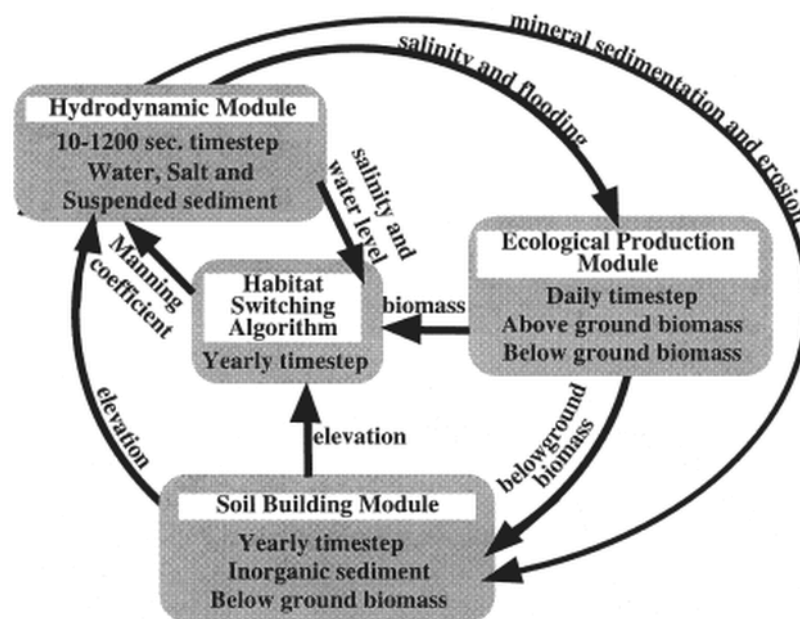 mineral sedimentation and erosion
salinity and flooding
Hydrodynamic Module
10-1200 sec. timestep
Water, Salt and
Suspended sediment
salinity and
water level
Manning
coefficient
Habitat
Switching
Algorithm
Yearly timestep
biomass
Ecological Production
Module
Daily timestep
Above ground biomass
Below ground biomass
elevation
elevation
belowground
biomass
Soil Building Module
Yearly timestep
Inorganic sediment
Below ground biomass